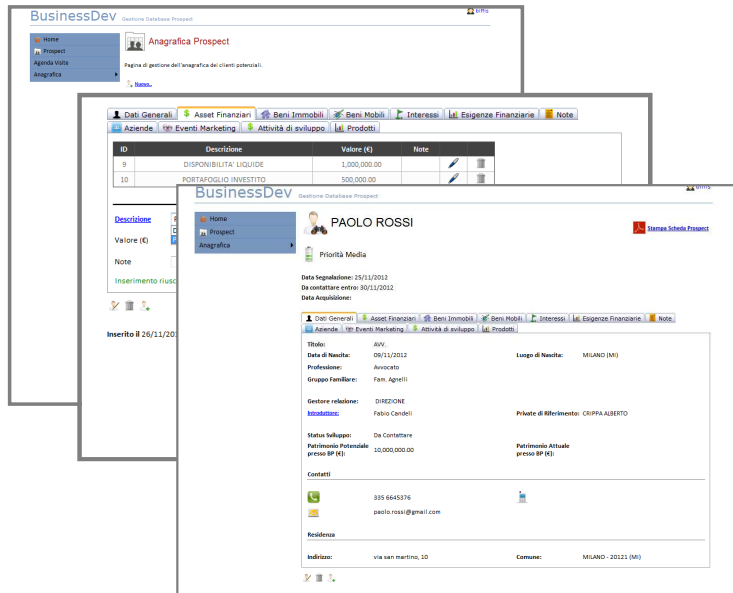 BusinessDev Gestione Database Prospect
biffis
Home
Prospect
Agenda Visite
Anagrafica
Anagrafica Prospect
Pagina di gestione dell'anagrafica dei clienti potenziali.
Nuovo..
Dati Generali Asset Finanziari Beni Immobili Beni Mobili Interessi Esigenze Finanziarie Note
Aziende Eventi Marketing Attività di sviluppo Prodotti
ID Descrizione Valore (€) Note
9 DISPONIBILITA' LIQUIDE 1,000,000.00
10 PORTAFOGLIO INVESTITO 500,000.00
Descrizione
Valore (€)
Note
Inserimento riusc
Inserito il 26/11/20
BusinessDev Gestione Database Prospect
biffis
Home
Prospect
Anagrafica
PAOLO ROSSI
Stampa Scheda Prospect
Priorità Media
Data Segnalazione: 25/11/2012
Da contattare entro: 30/11/2012
Data Acquisizione:
Dati Generali Asset Finanziari Beni Immobili Beni Mobili Interessi Esigenze Finanziarie Note
Aziende Eventi Marketing Attività di sviluppo Prodotti
Titolo: AVV.
Data di Nascita: 09/11/2012 Luogo di Nascita: MILANO (MI)
Professione: Avvocato
Gruppo Familiare: Fam. Agnelli
Gestore relazione: DIREZIONE
Introduttore: Fabio Candeli Private di Riferimento: CRIPPA ALBERTO
Status Sviluppo: Da Contattare
Patrimonio Potenziale presso BP (€): 10,000,000.00 Patrimonio Attuale presso BP (€):
Contatti
335 6645376
paolo.rossi@gmail.com
Residenza
Indirizzo: via san martino, 10 Comune: MILANO - 20121 (MI)